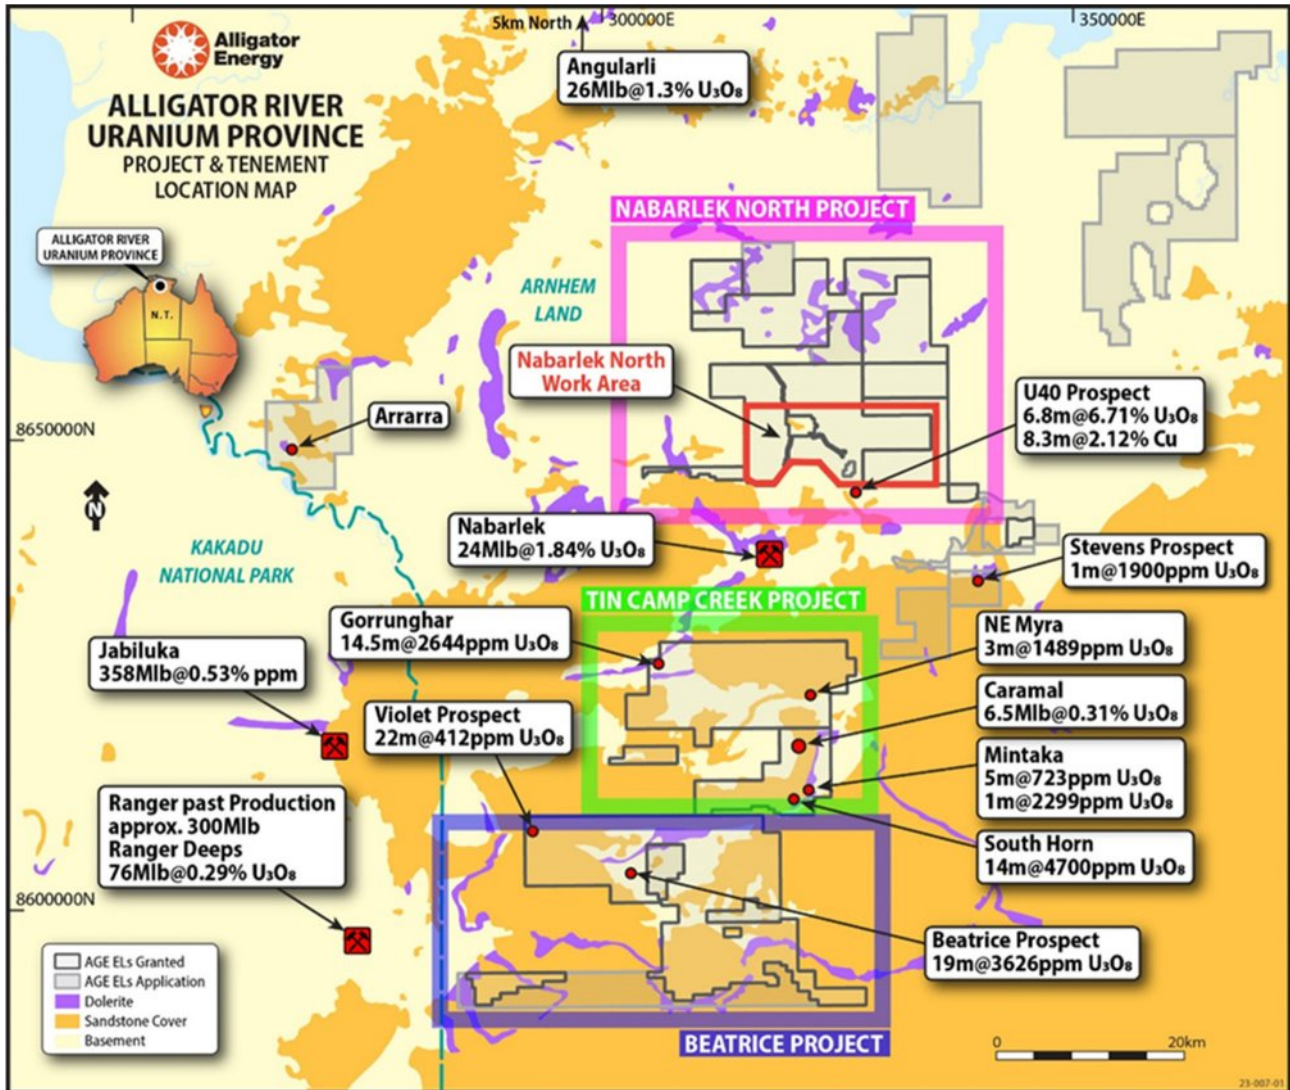 5km North
300000E
350000E
Alligator
Energy
ALLIGATOR RIVER
URANIUM PROVINCE
PROJECT & TENEMENT
LOCATION MAP
Angularli
26Mlb@1.3% U₃O₈
NABARLEK NORTH PROJECT
ALLIGATOR RIVER
URANIUM PROVINCE
N.T.
ARNHEM
LAND
Nabarlek North
Work Area
U40 Prospect
6.8m@6.71% U₃O₈
8.3m@2.12% Cu
Arrarra
8650000N
N
Nabarlek
24Mlb@1.84% U₃O₈
KAKADU
NATIONAL PARK
Stevens Prospect
1m@1900ppm U₃O₈
TIN CAMP CREEK PROJECT
Gorrunghar
14.5m@2644ppm U₃O₈
NE Myra
3m@1489ppm U₃O₈
Jabiluka
358Mlb@0.53% ppm
Caramal
6.5Mlb@0.31% U₃O₈
Violet Prospect
22m@412ppm U₃O₈
Mintaka
5m@723ppm U₃O₈
1m@2299ppm U₃O₈
Ranger past Production
approx. 300Mlb
Ranger Deeps
76Mlb@0.29% U₃O₈
South Horn
14m@4700ppm U₃O₈
8600000N
Beatrice Prospect
19m@3626ppm U₃O₈
AGE ELs Granted
AGE ELs Application
Dolerite
Sandstone Cover
Basement
BEATRICE PROJECT
0
20km
23-007-01